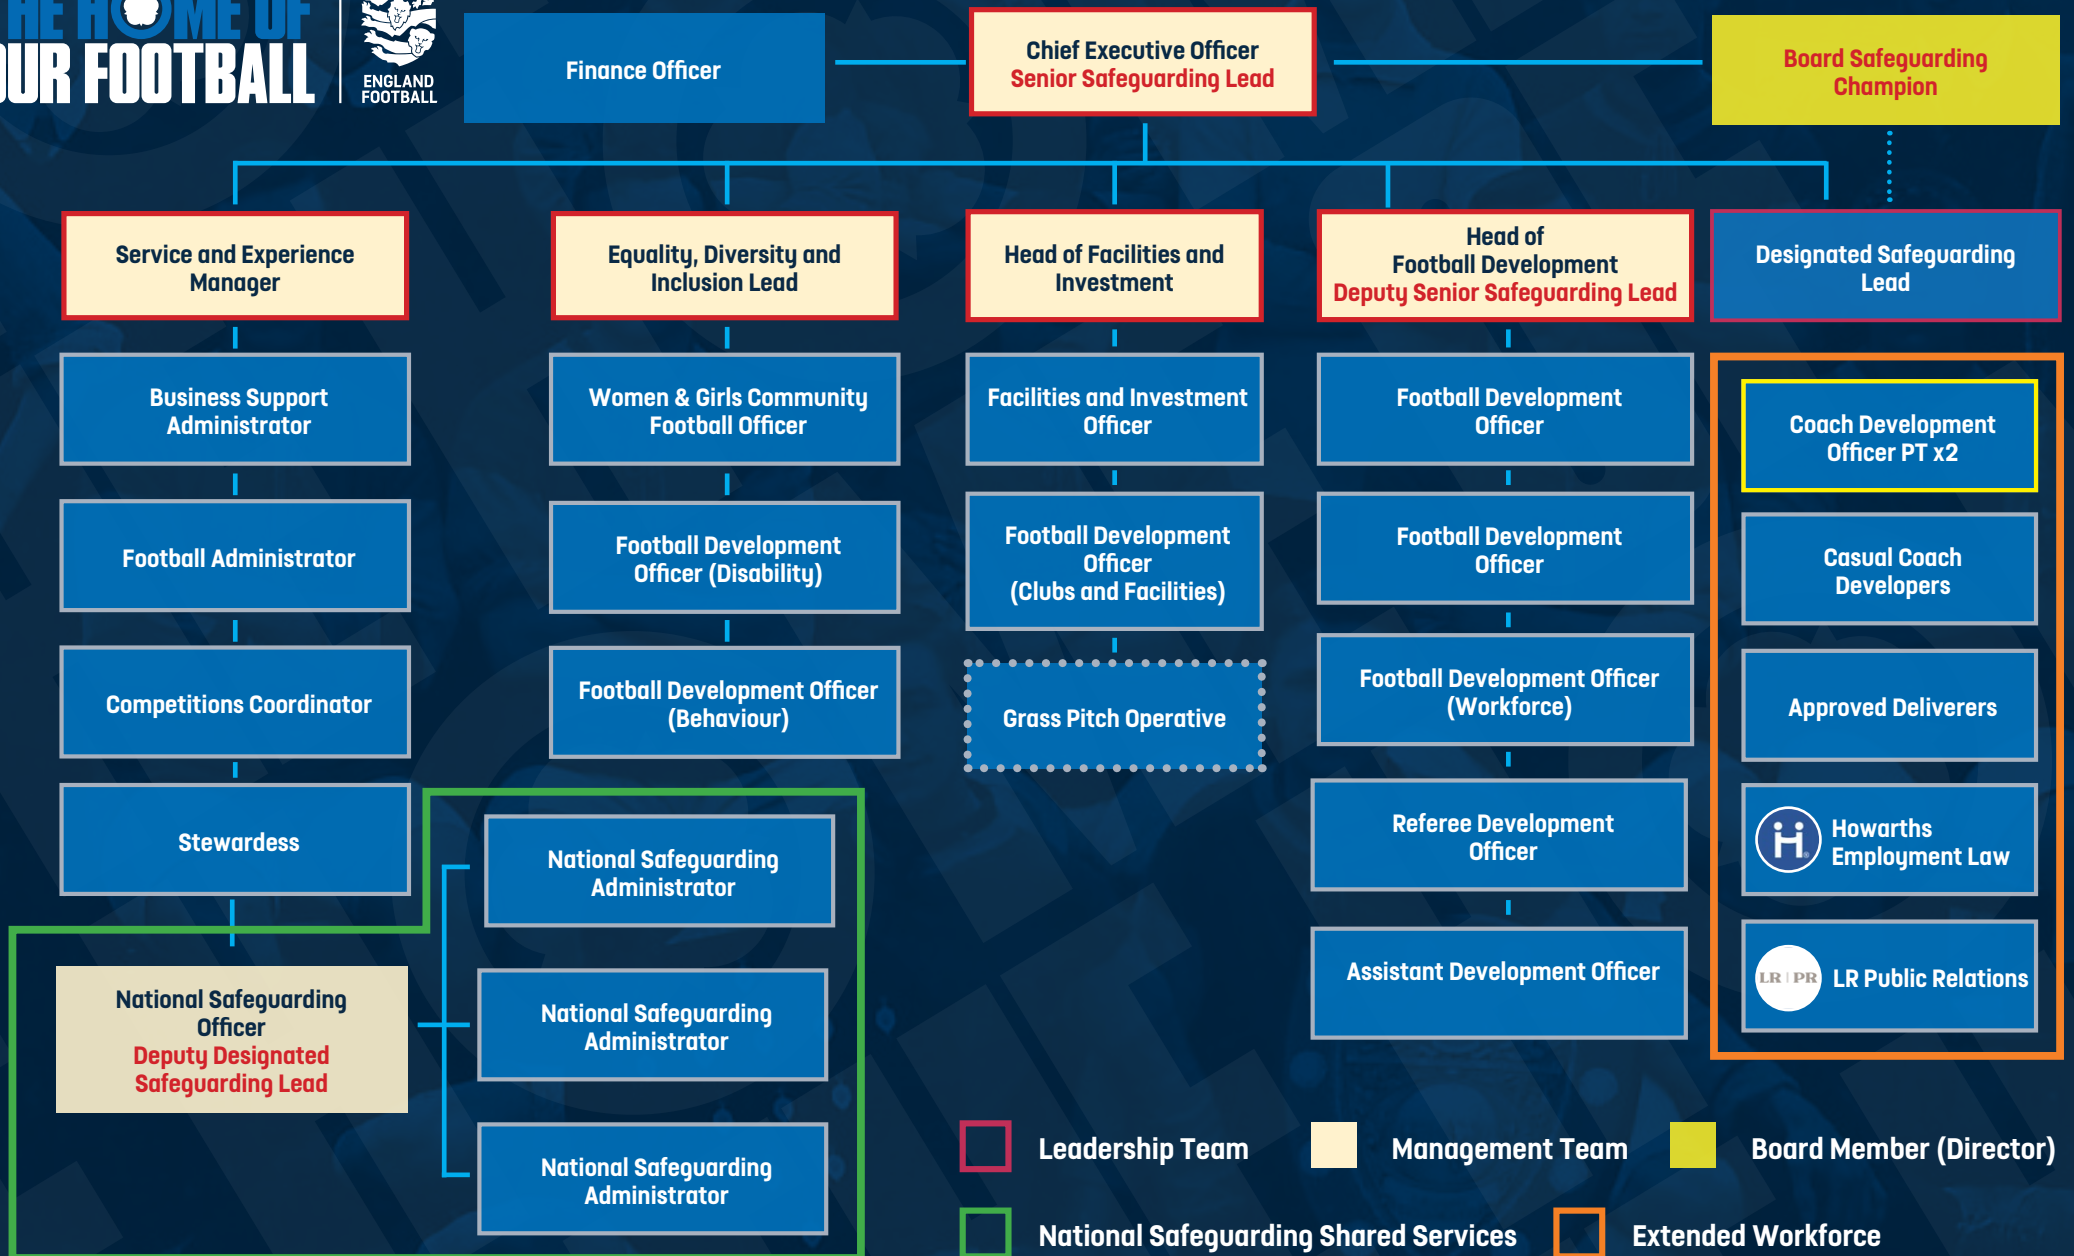 HE HOME OF
OUR FOOTBALL
ENGLAND
FOOTBALL
Finance Officer
Chief Executive Officer
Senior Safeguarding Lead
Board Safeguarding
Champion
Service and Experience
Manager
Equality, Diversity and
Inclusion Lead
Head of Facilities and
Investment
Head of
Football Development
Deputy Senior Safeguarding Lead
Designated Safeguarding
Lead
Business Support
Administrator
Football Administrator
Competitions Coordinator
Stewardess
National Safeguarding
Officer
Deputy Designated
Safeguarding Lead
National Safeguarding
Administrator
National Safeguarding
Administrator
National Safeguarding
Administrator
Women & Girls Community
Football Officer
Football Development
Officer (Disability)
Football Development Officer
(Behaviour)
Facilities and Investment
Officer
Football Development
Officer
(Clubs and Facilities)
Grass Pitch Operative
Football Development
Officer
Football Development
Officer
Football Development Officer
(Workforce)
Referee Development
Officer
Assistant Development Officer
Coach Development
Officer PT x2
Casual Coach
Developers
Approved Deliverers
H
Howarths
Employment Law
LR | PR
LR Public Relations
Leadership Team
Management Team
Board Member (Director)
National Safeguarding Shared Services
Extended Workforce